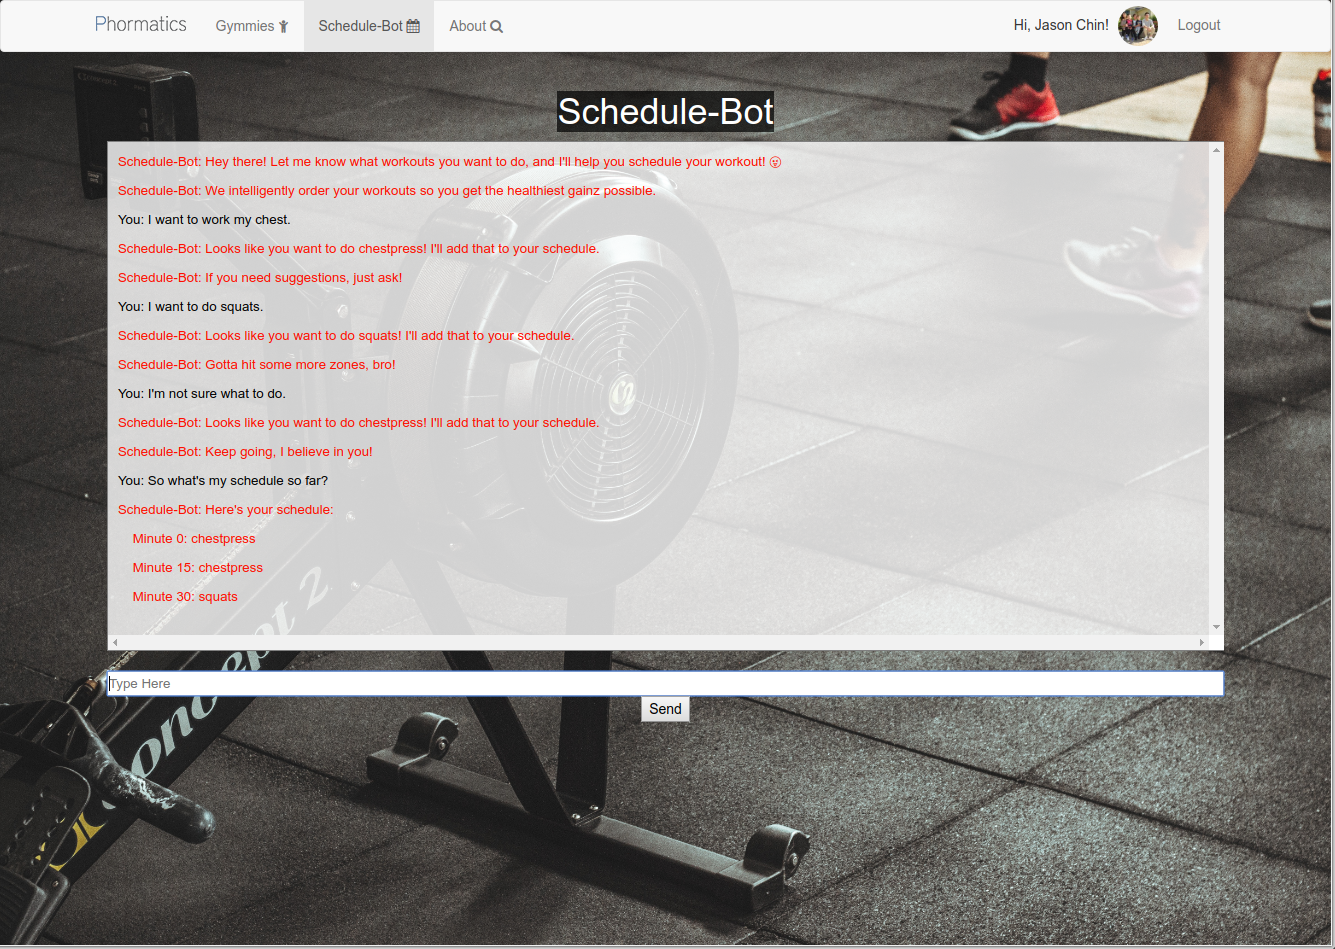 Phormatics
Gymmies
Schedule-Bot
About
Hi, Jason Chin!
Logout
Schedule-Bot
Schedule-Bot: Hey there! Let me know what workouts you want to do, and I'll help you schedule your workout! 😛
Schedule-Bot: We intelligently order your workouts so you get the healthiest gainz possible.
You: I want to work my chest.
Schedule-Bot: Looks like you want to do chestpress! I'll add that to your schedule.
Schedule-Bot: If you need suggestions, just ask!
You: I want to do squats.
Schedule-Bot: Looks like you want to do squats! I'll add that to your schedule.
Schedule-Bot: Gotta hit some more zones, bro!
You: I'm not sure what to do.
Schedule-Bot: Looks like you want to do chestpress! I'll add that to your schedule.
Schedule-Bot: Keep going, I believe in you!
You: So what's my schedule so far?
Schedule-Bot: Here's your schedule:
Minute 0: chestpress
Minute 15: chestpress
Minute 30: squats
Type Here
Send
concept 2